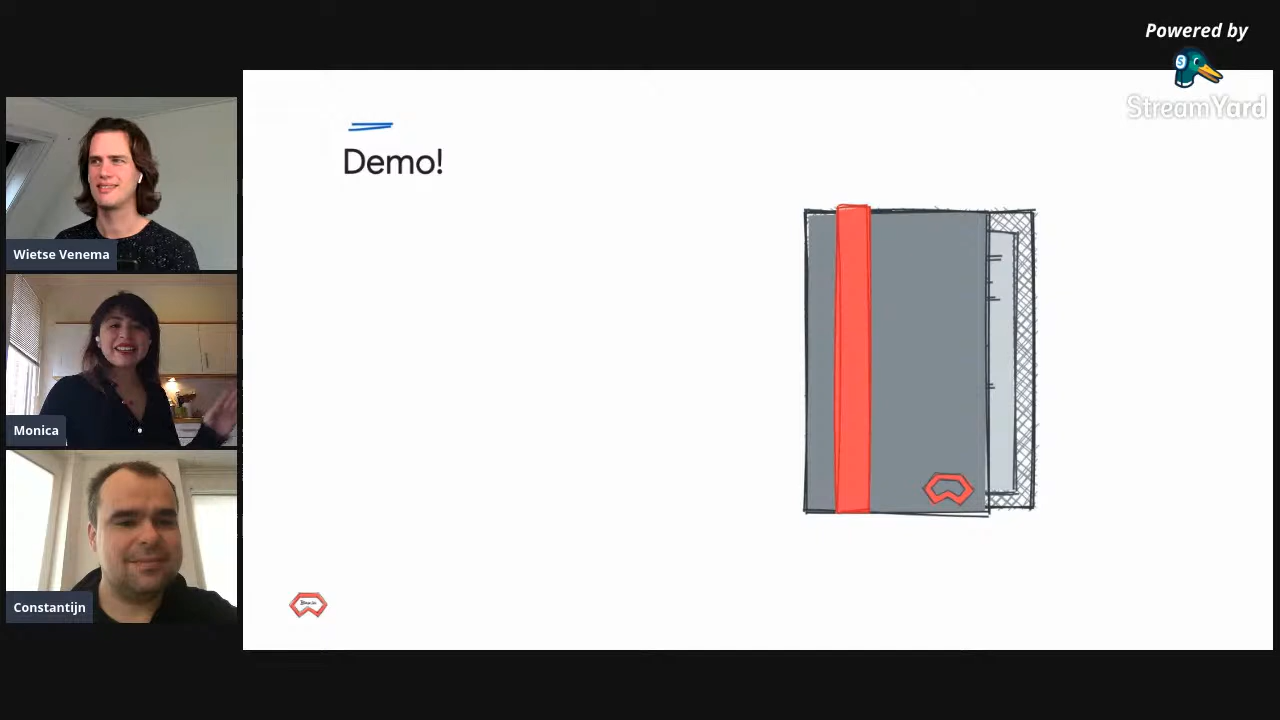 Powered by
StreamYard
Demo!
Wietse Venema
Monica
Constantijn